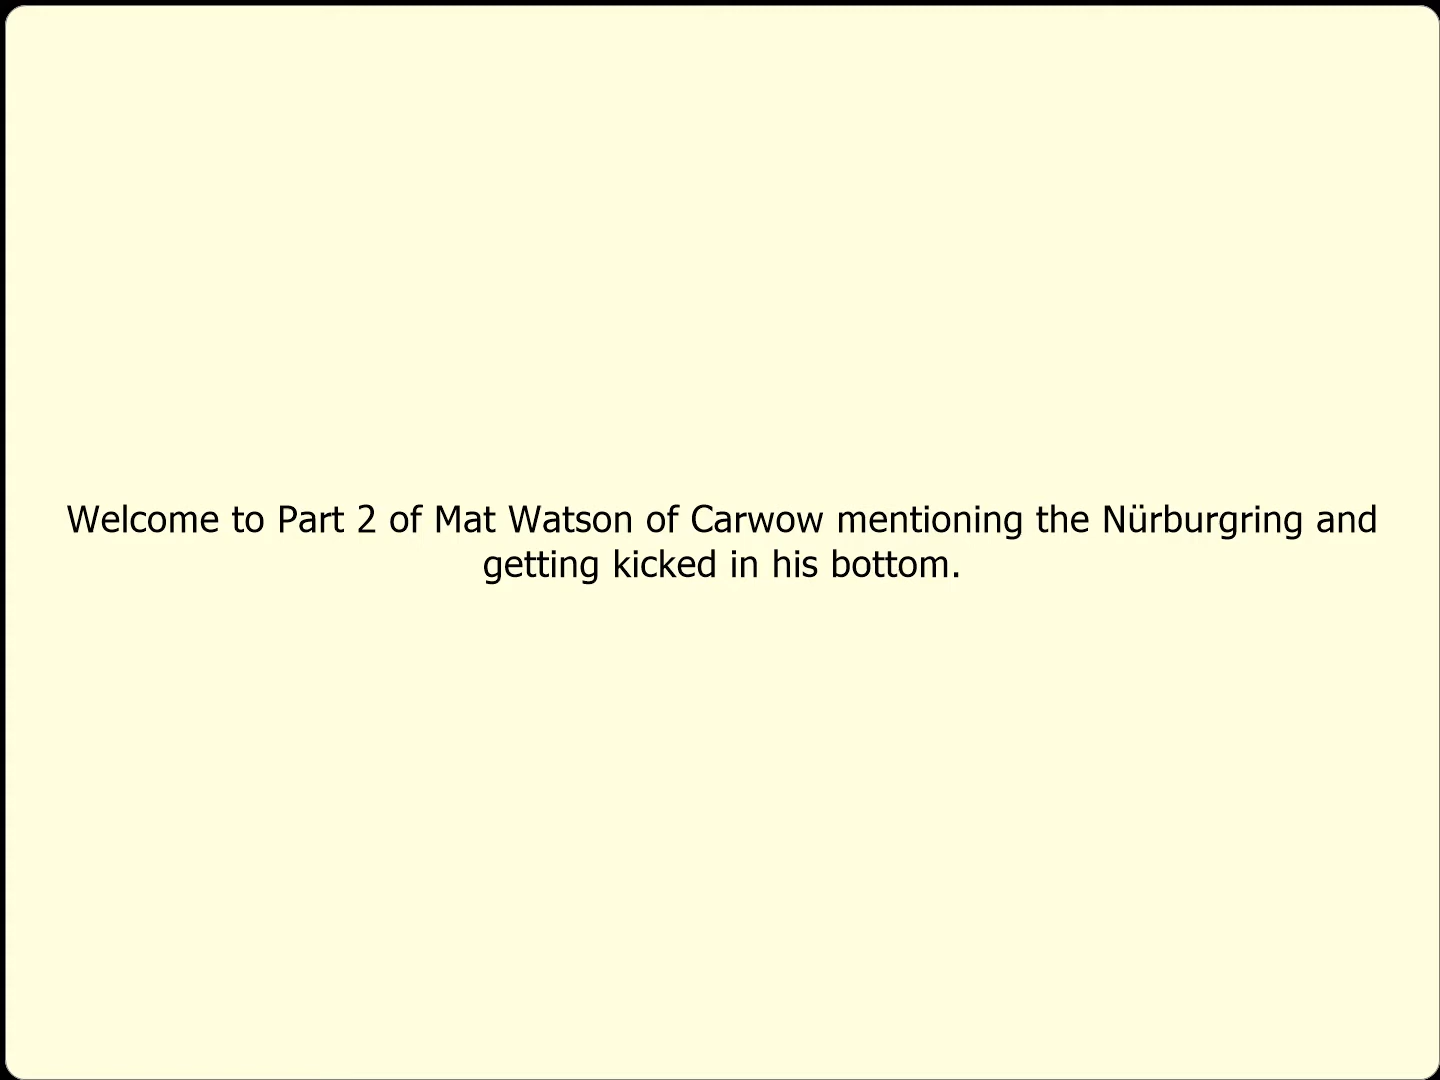 Welcome to Part 2 of Mat Watson of Carwow mentioning the Nürburgring and
getting kicked in his bottom.